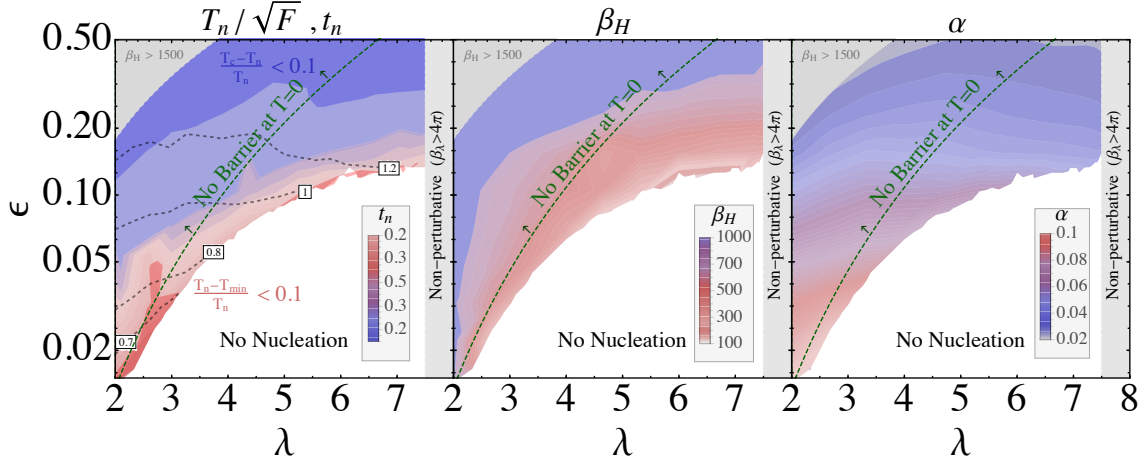 T_n / √F , t_n
β_H
α
ϵ
0.50
0.20
0.10
0.05
0.02
β_H > 1500
(T_c−T_n)/T_n < 0.1
No Barrier at T=0
1.2
1
0.8
0.7
(T_n−T_min)/T_n < 0.1
No Nucleation
t_n
0.2
0.3
0.4
0.5
0.3
0.2
Non-perturbative (β_λ>4π)
2 3 4 5 6 7
λ
β_H > 1500
No Barrier at T=0
No Nucleation
β_H
1000
900
700
500
300
100
Non-perturbative (β_λ>4π)
2 3 4 5 6 7
λ
β_H > 1500
No Barrier at T=0
No Nucleation
α
0.1
0.08
0.06
0.04
0.02
Non-perturbative (β_λ>4π)
2 3 4 5 6 7 8
λ